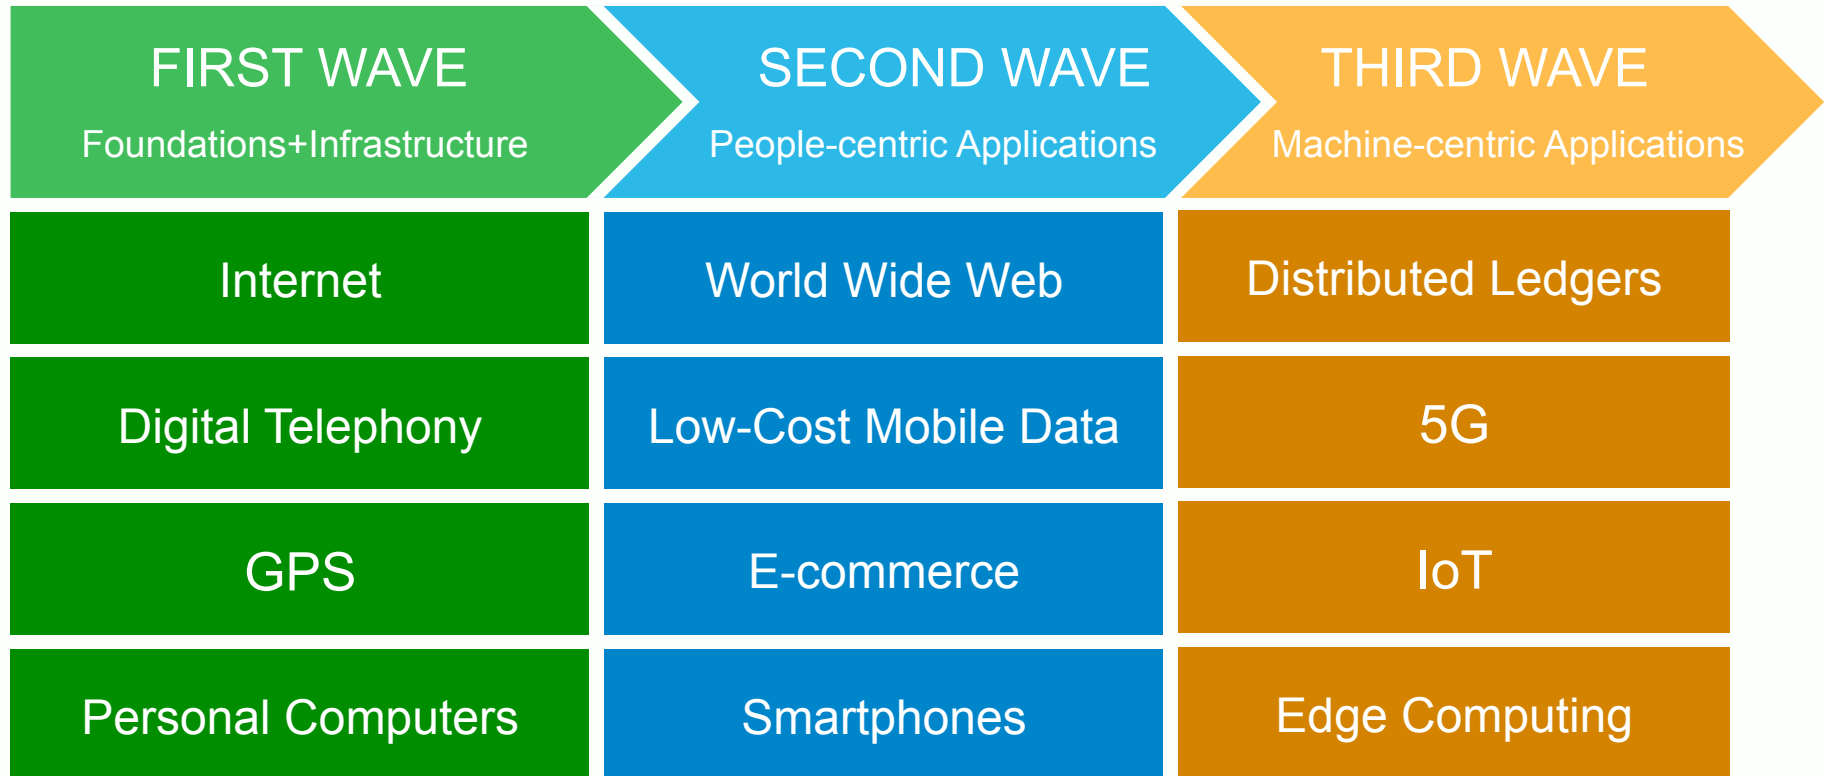 FIRST WAVE
Foundations+Infrastructure
SECOND WAVE
People-centric Applications
THIRD WAVE
Machine-centric Applications
Internet
World Wide Web
Distributed Ledgers
Digital Telephony
Low-Cost Mobile Data
5G
GPS
E-commerce
IoT
Personal Computers
Smartphones
Edge Computing